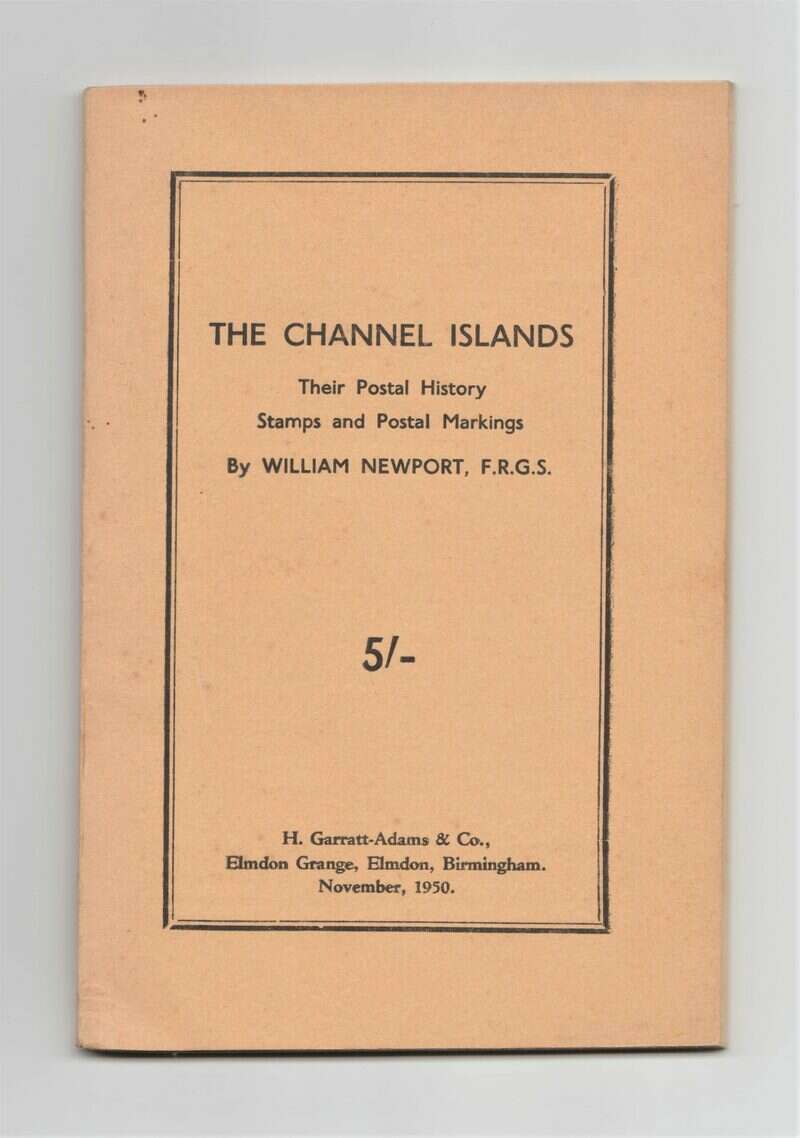 THE CHANNEL ISLANDS
Their Postal History
Stamps and Postal Markings
By WILLIAM NEWPORT, F.R.G.S.
5/-
H. Garratt-Adams & Co.,
Elmdon Grange, Elmdon, Birmingham.
November, 1950.